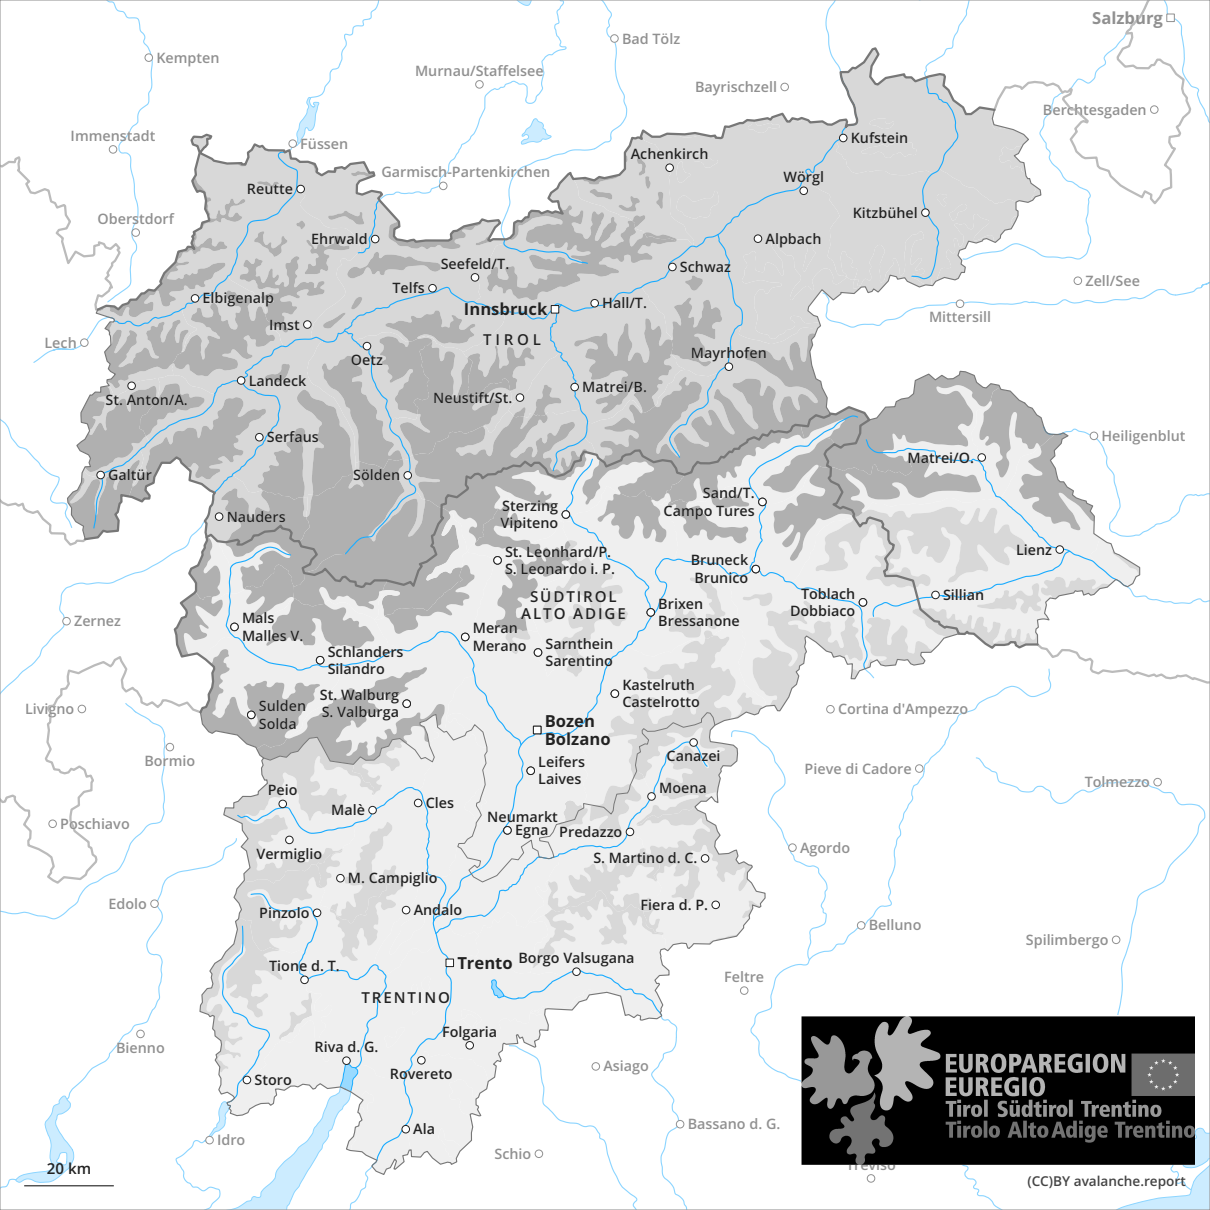 Salzburg
Bad Tölz
Kempten
Murnau/Staffelsee
Bayrischzell
Berchtesgaden
Immenstadt
Füssen
Kufstein
Achenkirch
Garmisch-Partenkirchen
Wörgl
Reutte
Kitzbühel
Oberstdorf
Ehrwald
Alpbach
Seefeld/T.
Schwaz
Zell/See
Telfs
Elbigenalp
Hall/T.
Innsbruck
Mittersill
Imst
TIROL
Lech
Oetz
Mayrhofen
Landeck
Matrei/B.
St. Anton/A.
Neustift/St.
Serfaus
Heiligenblut
Matrei/O.
Galtür
Sölden
Sand/T.
Campo Tures
Sterzing
Vipiteno
Nauders
Lienz
St. Leonhard/P.
S. Leonardo i. P.
Bruneck
Brunico
SÜDTIROL
ALTO ADIGE
Toblach
Dobbiaco
Sillian
Brixen
Bressanone
Zernez
Mals
Malles V.
Meran
Merano
Sarnthein
Sarentino
Schlanders
Silandro
Kastelruth
Castelrotto
St. Walburg
S. Valburga
Livigno
Sulden
Solda
Cortina d'Ampezzo
Bozen
Bolzano
Bormio
Canazei
Leifers
Laives
Pieve di Cadore
Tolmezzo
Peio
Moena
Malè
Cles
Neumarkt
Egna
Predazzo
Poschiavo
Vermiglio
Agordo
S. Martino d. C.
M. Campiglio
Edolo
Pinzolo
Andalo
Fiera d. P.
Belluno
Spilimbergo
Trento
Borgo Valsugana
Tione d. T.
Feltre
TRENTINO
Folgaria
Bienno
Riva d. G.
Rovereto
Asiago
Storo
EUROPAREGION
EUREGIO
Tirol Südtirol Trentino
Tirolo Alto Adige Trentino
Ala
Bassano d. G.
Idro
Schio
Treviso
20 km
(CC)BY avalanche.report